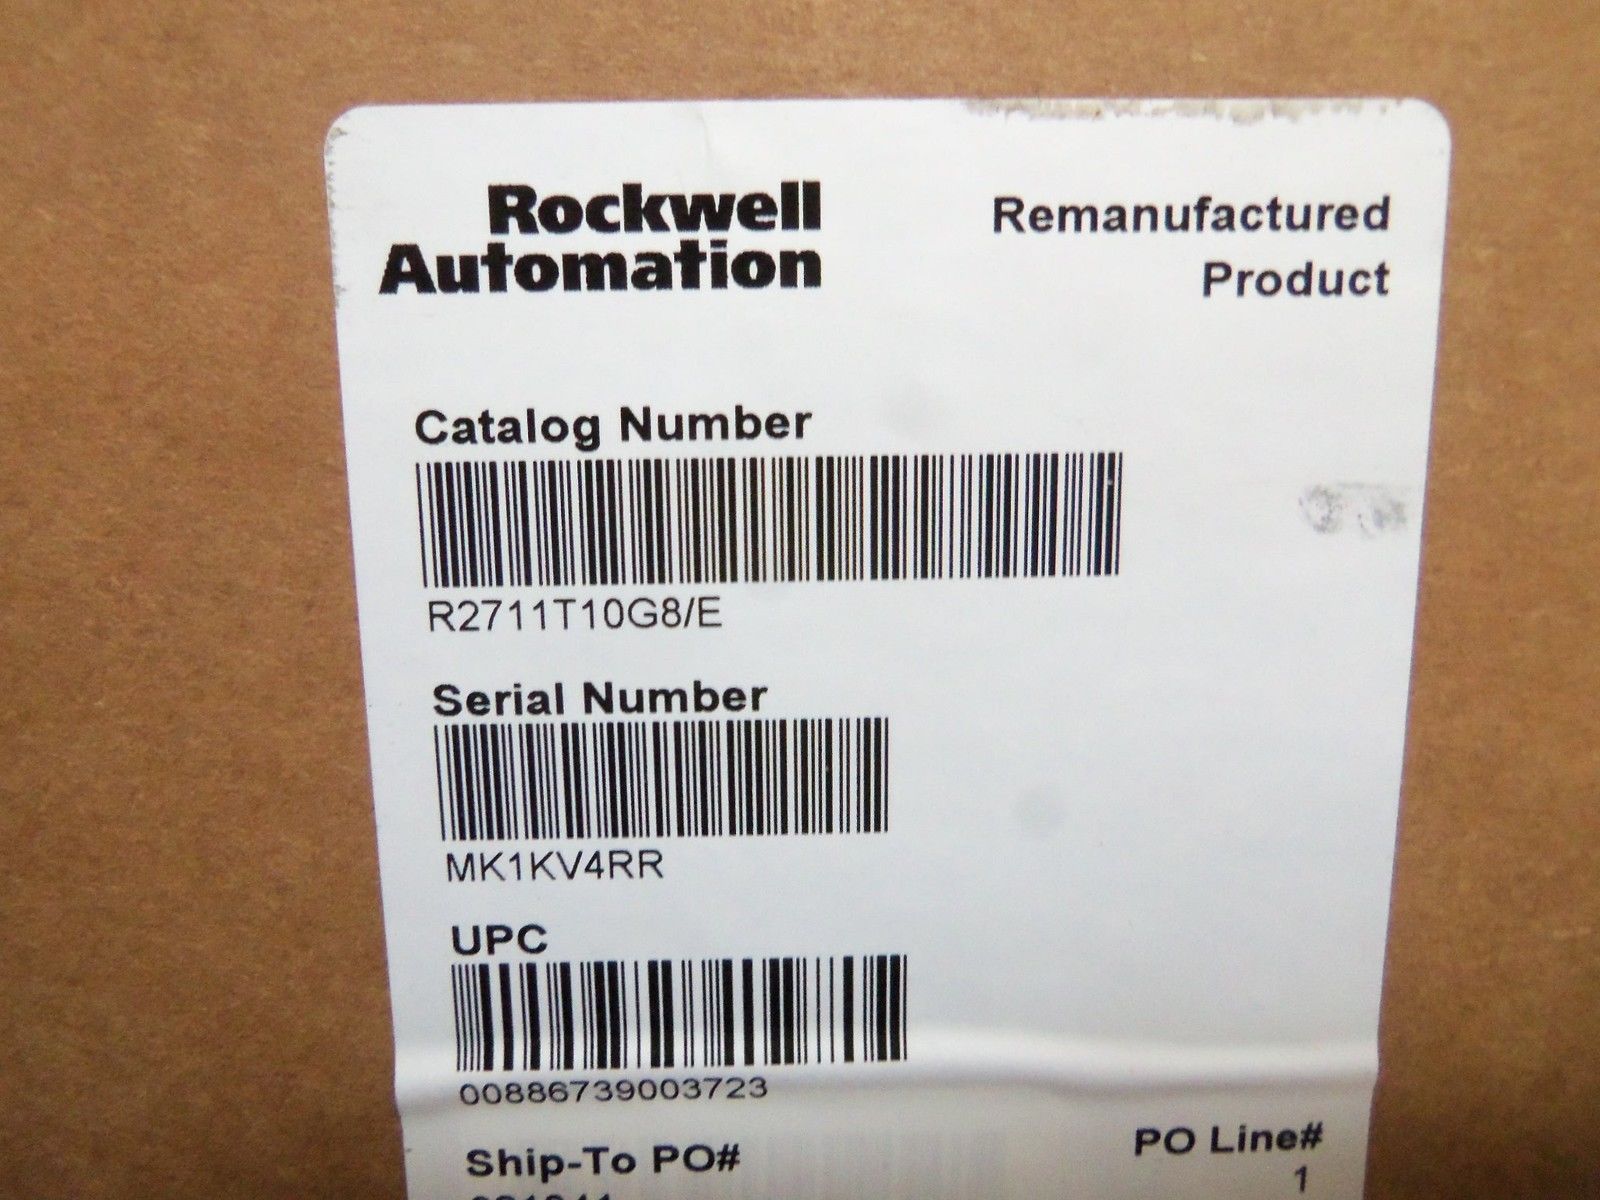 Rockwell
Automation
Remanufactured
Product
Catalog Number
R2711T10G8/E
Serial Number
MK1KV4RR
UPC
00886739003723
Ship-To PO#
PO Line#
1